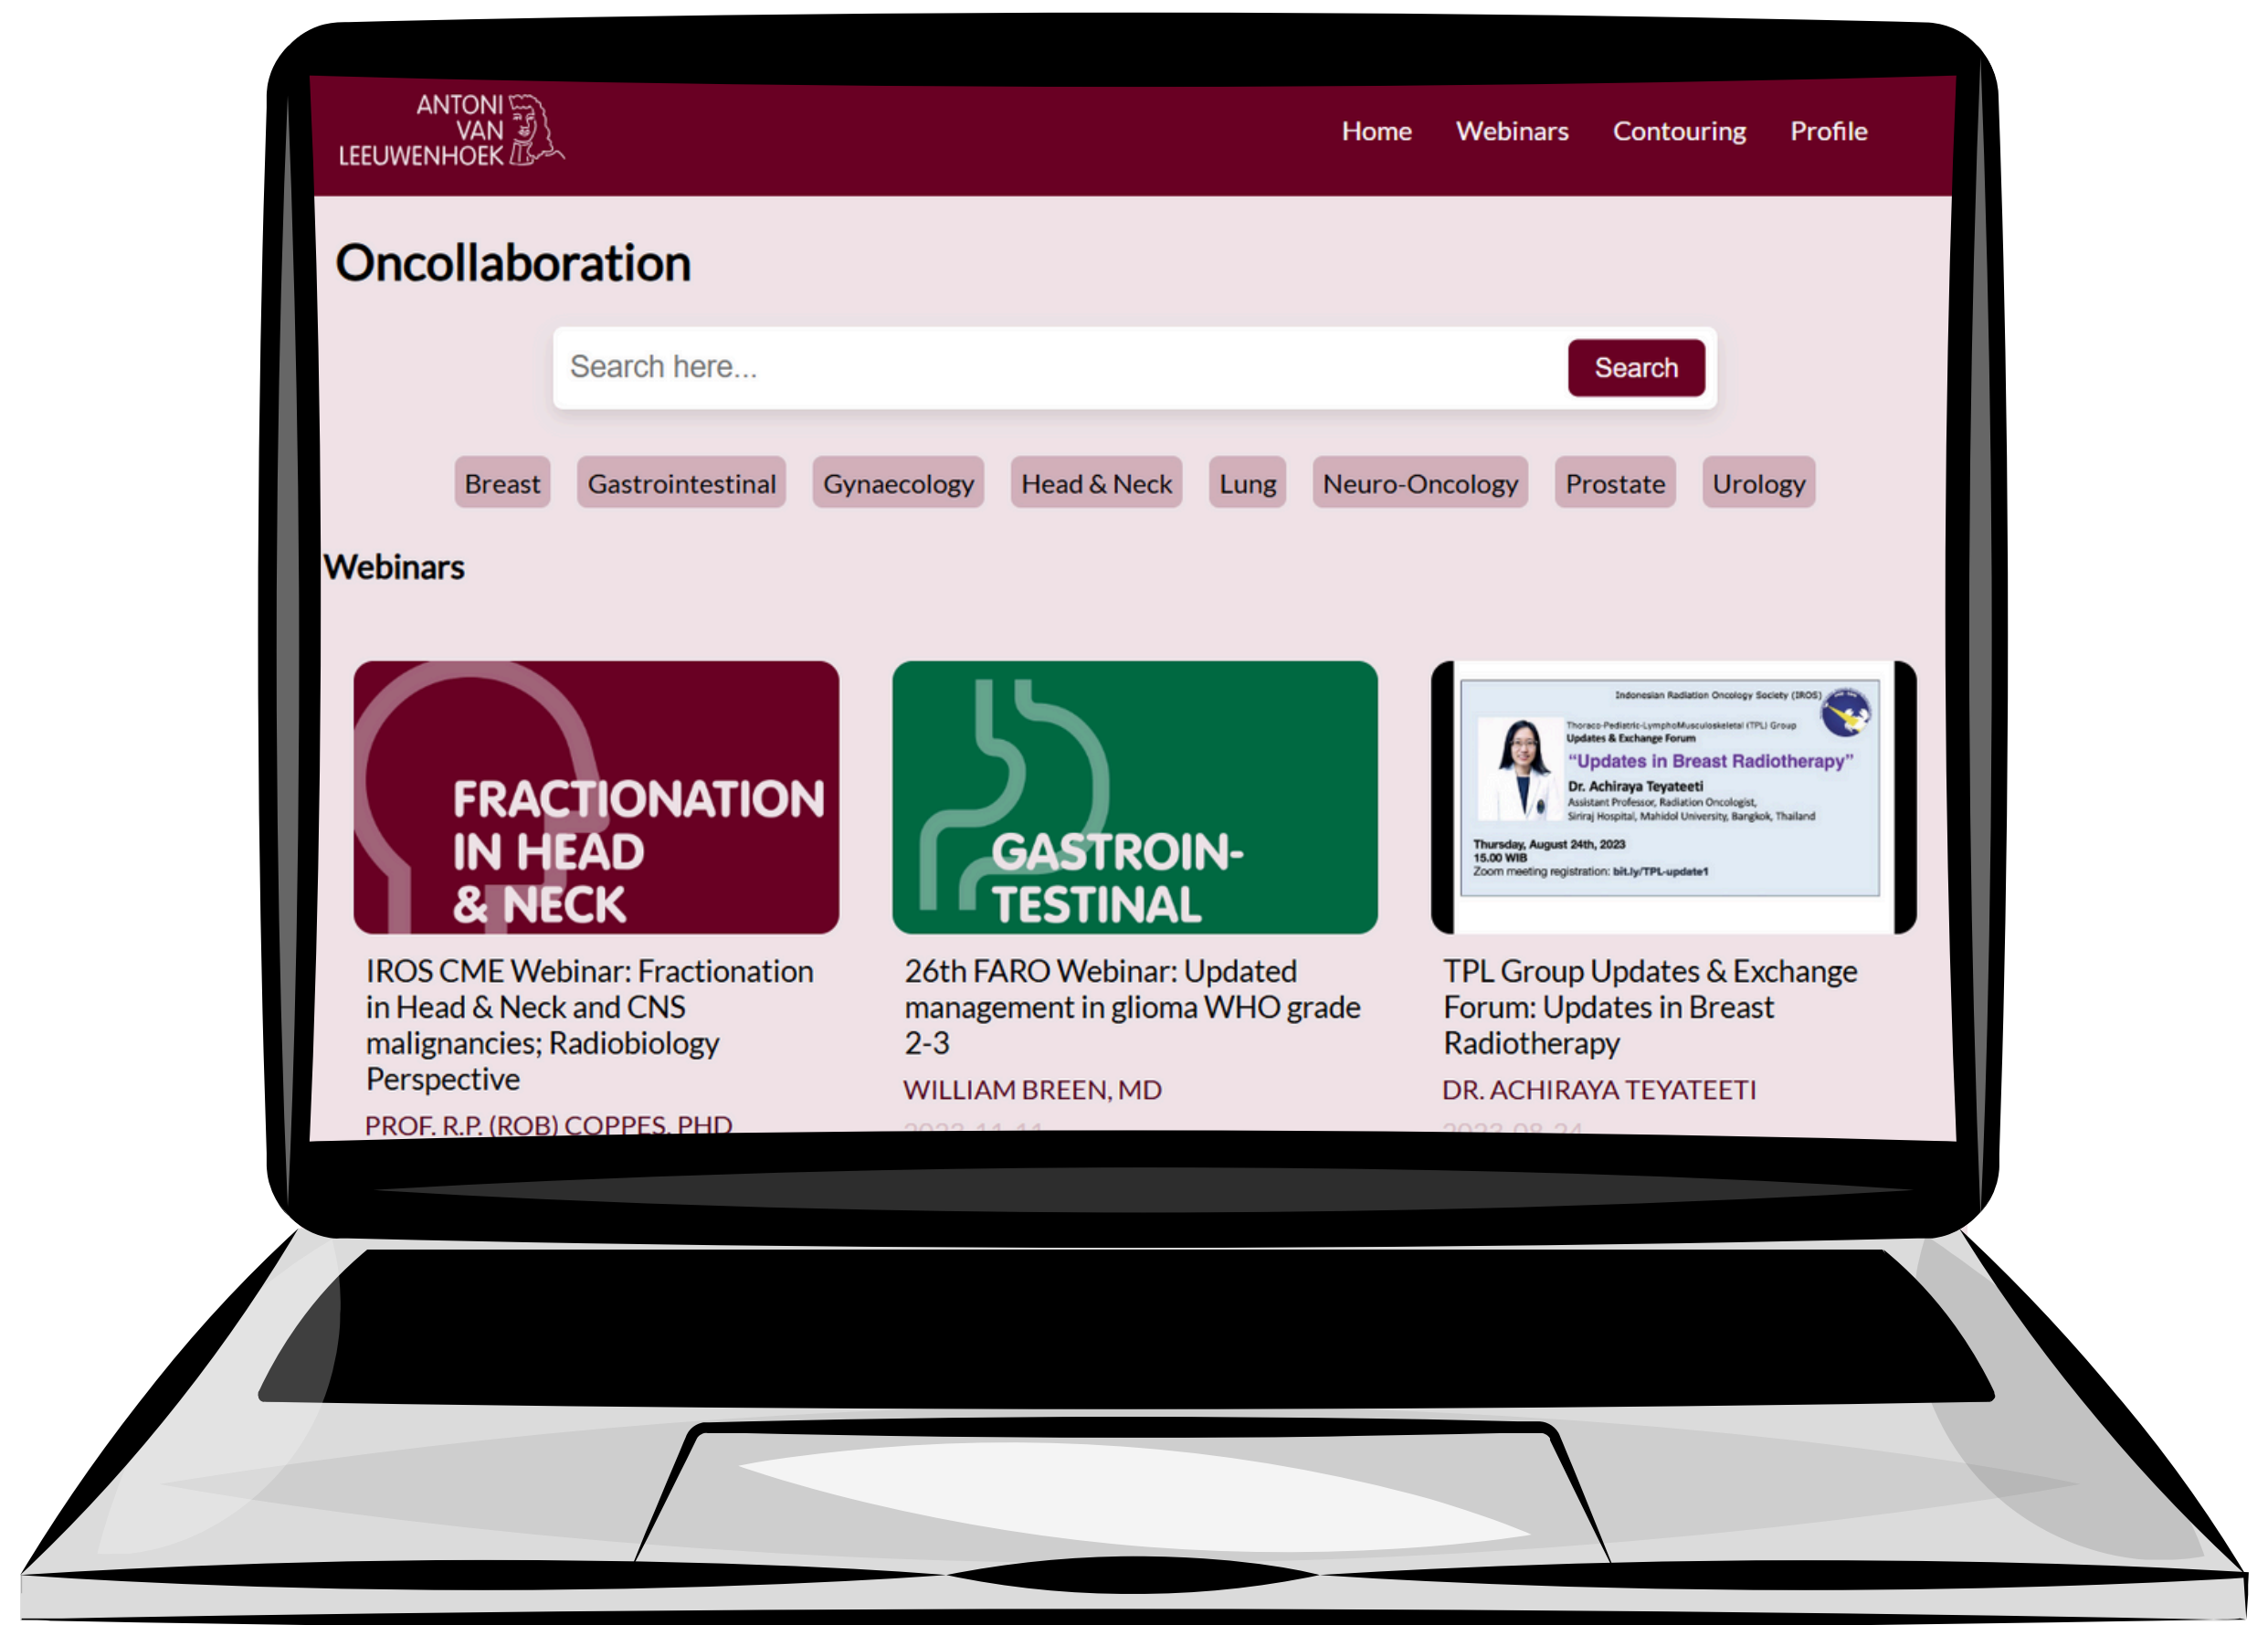 ANTONI
VAN
LEEUWENHOEK
Home Webinars Contouring Profile
Oncollaboration
Search here... Search
Breast Gastrointestinal Gynaecology Head & Neck Lung Neuro-Oncology Prostate Urology
Webinars
FRACTIONATION
IN HEAD
& NECK
IROS CME Webinar: Fractionation
in Head & Neck and CNS
malignancies; Radiobiology
Perspective
PROF. R.P. (ROB) COPPES, PHD
GASTROIN-
TESTINAL
26th FARO Webinar: Updated
management in glioma WHO grade
2-3
WILLIAM BREEN, MD
2023-11-11
Indonesian Radiation Oncology Society (IROS)
Thoraco-Pediatric-LymphoMusculoskeletal (TPL) Group
Updates & Exchange Forum
“Updates in Breast Radiotherapy”
Dr. Achiraya Teyateeti
Assistant Professor, Radiation Oncologist,
Siriraj Hospital, Mahidol University, Bangkok, Thailand
Thursday, August 24th, 2023
15.00 WIB
Zoom meeting registration: bit.ly/TPL-update1
TPL Group Updates & Exchange
Forum: Updates in Breast
Radiotherapy
DR. ACHIRAYA TEYATEETI
2023-08-24